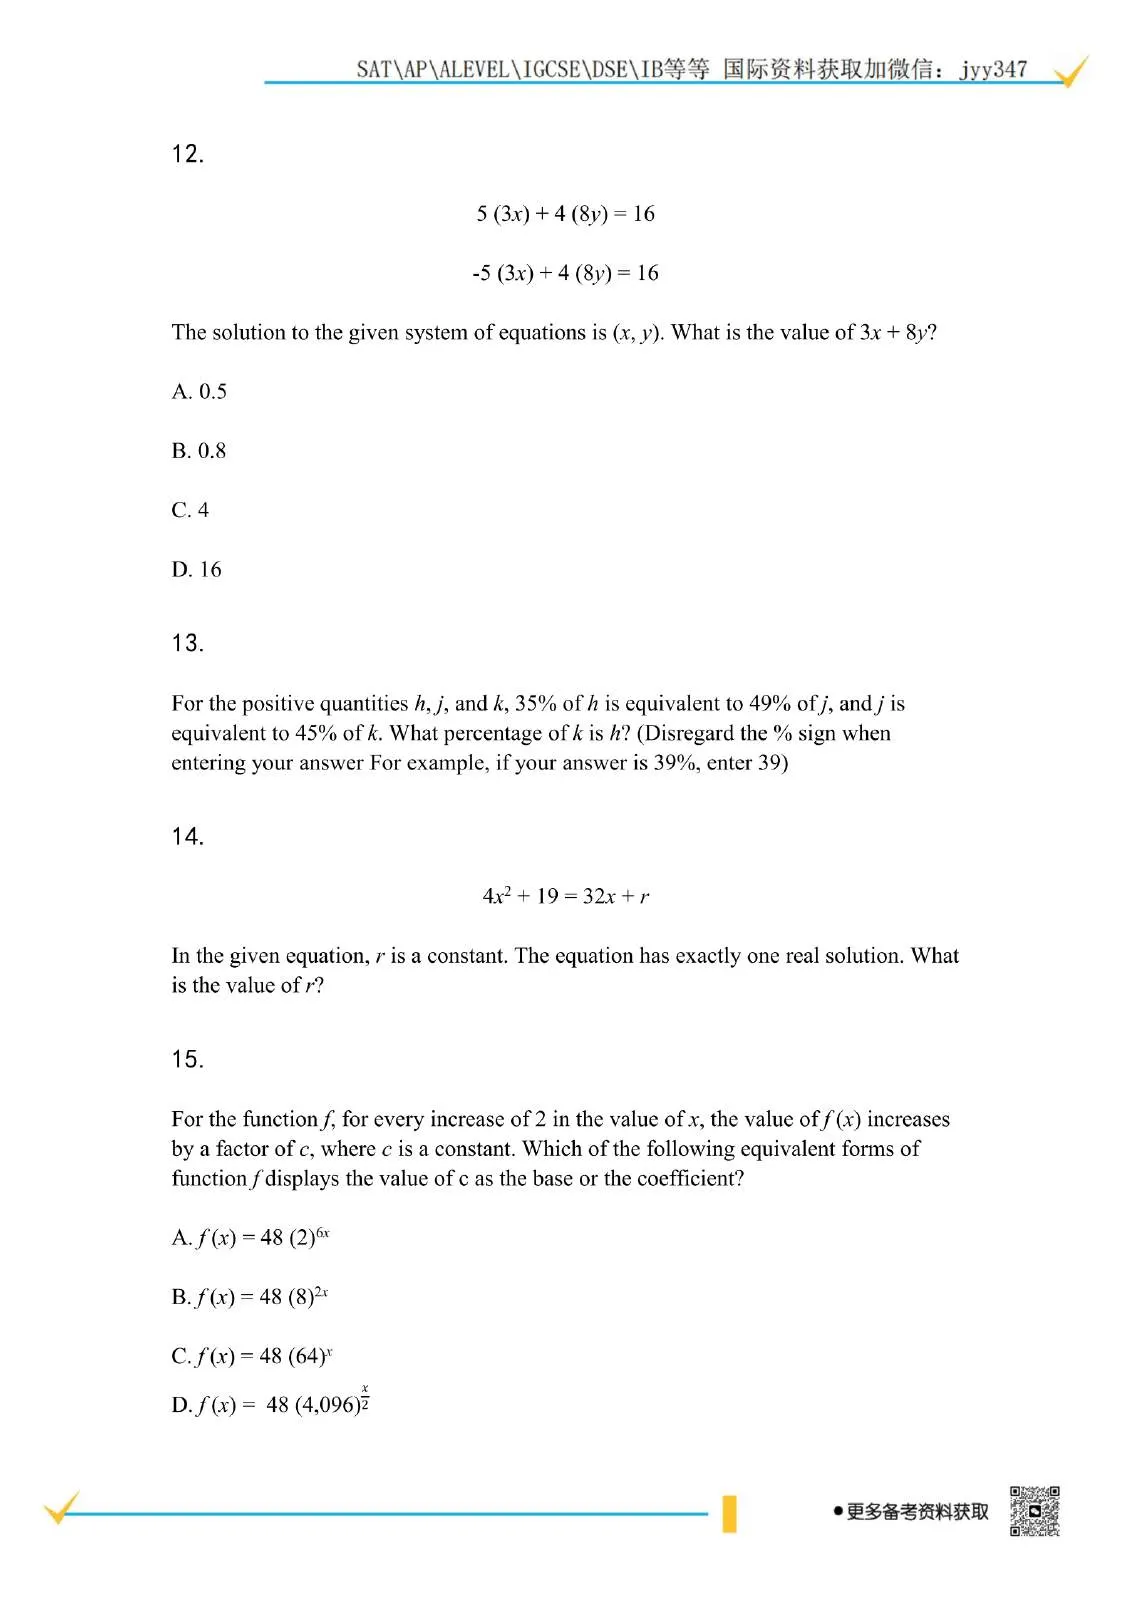 SAT\AP\ALEVEL\IGCSE\DSE\IB等等 国际资料获取加微信：jyy347
12.
5 (3x) + 4 (8y) = 16
-5 (3x) + 4 (8y) = 16
The solution to the given system of equations is (x, y). What is the value of 3x + 8y?
A. 0.5
B. 0.8
C. 4
D. 16
13.
For the positive quantities h, j, and k, 35% of h is equivalent to 49% of j, and j is
equivalent to 45% of k. What percentage of k is h? (Disregard the % sign when
entering your answer For example, if your answer is 39%, enter 39)
14.
4x² + 19 = 32x + r
In the given equation, r is a constant. The equation has exactly one real solution. What
is the value of r?
15.
For the function f, for every increase of 2 in the value of x, the value of f (x) increases
by a factor of c, where c is a constant. Which of the following equivalent forms of
function f displays the value of c as the base or the coefficient?
A. f (x) = 48 (2)^{6x}
B. f (x) = 48 (8)^{2x}
C. f (x) = 48 (64)^{x}
D. f (x) = 48 (4,096)^{x/2}
●更多备考资料获取